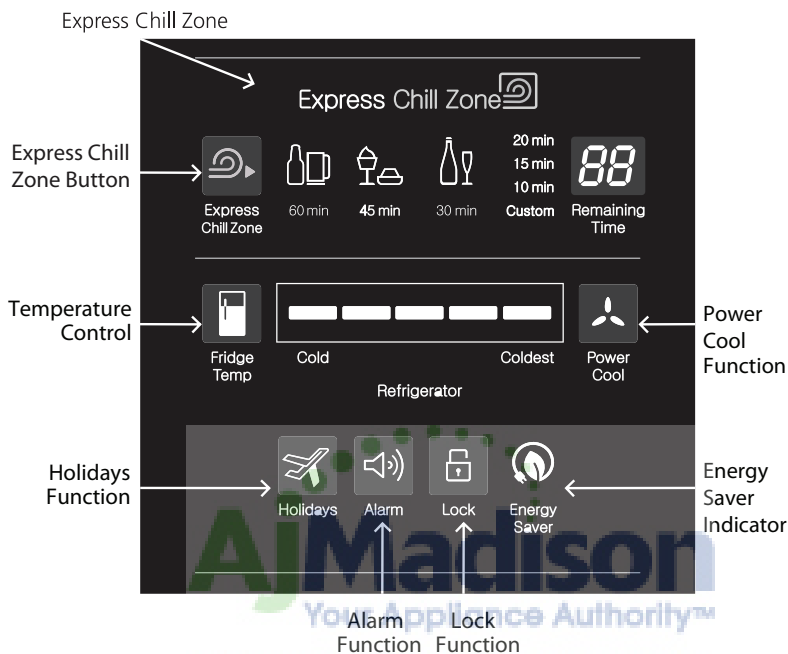 Express Chill Zone
Express Chill Zone
Express Chill
Zone Button
20 min
15 min
10 min
88
Express
Chill Zone
60 min
45 min
30 min
Custom
Remaining
Time
Temperature
Control
Fridge
Temp
Cold
Coldest
Power
Cool
Refrigerator
Power
Cool
Function
Holidays
Function
Holidays
Alarm
Lock
Energy
Saver
Energy
Saver
Indicator
AjMadison
Your Appliance Authority™
Alarm
Function
Lock
Function